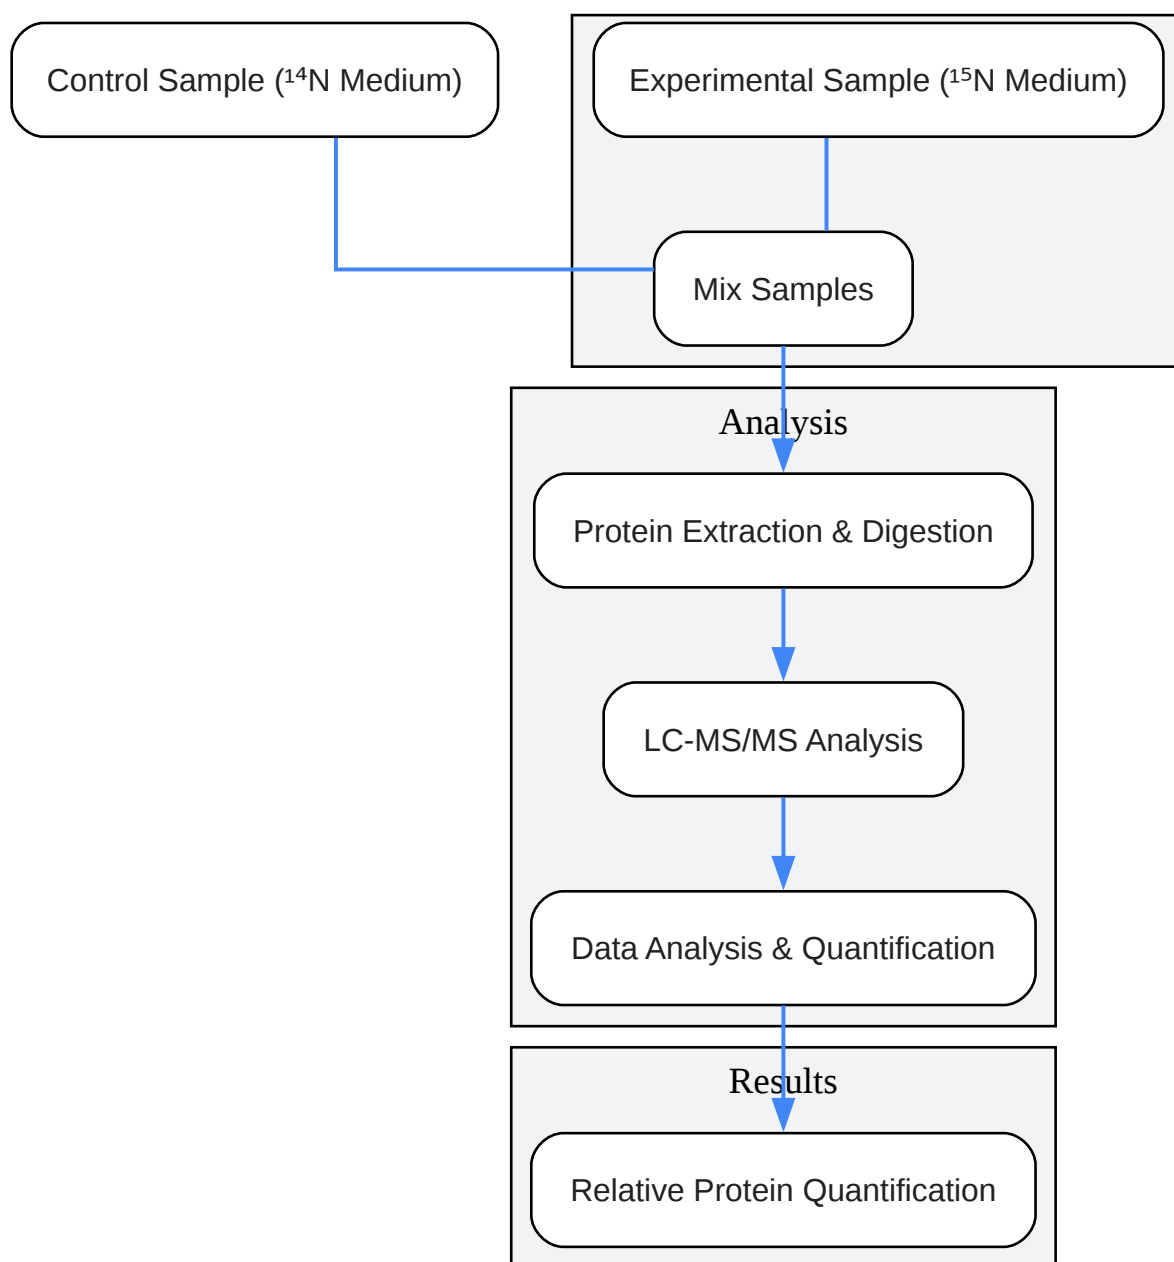 Control Sample (¹⁴N Medium)
Experimental Sample (¹⁵N Medium)
Mix Samples
Analysis
Protein Extraction & Digestion
LC-MS/MS Analysis
Data Analysis & Quantification
Results
Relative Protein Quantification